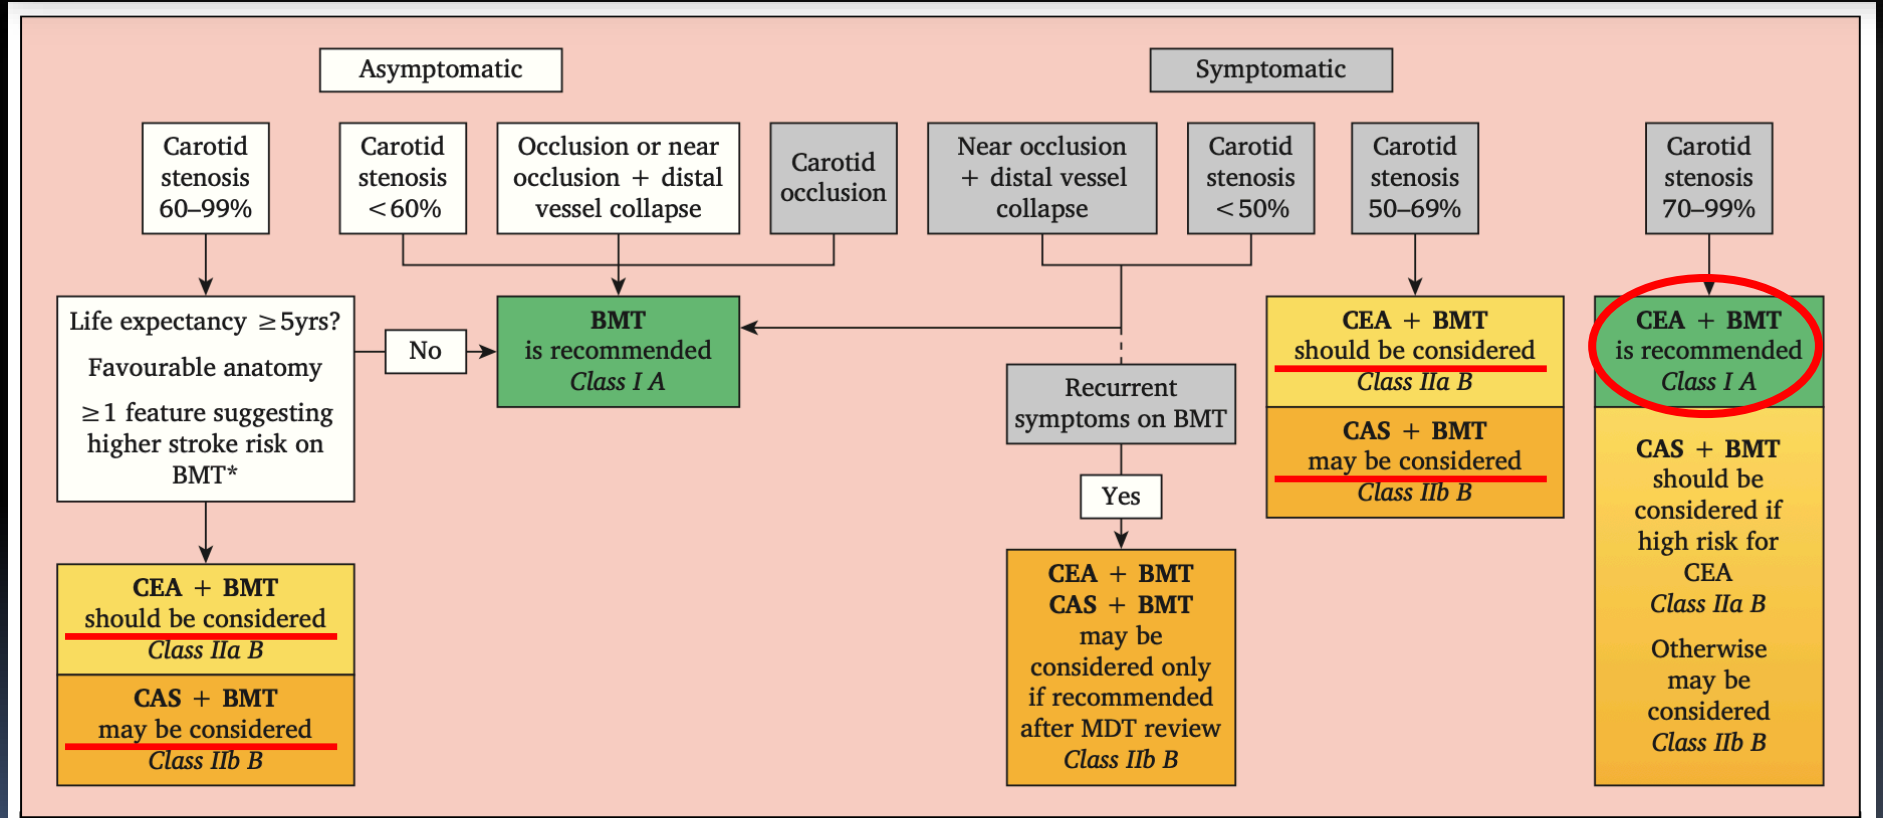 Asymptomatic
Symptomatic
Carotid
stenosis
60–99%
Carotid
stenosis
<60%
Occlusion or near
occlusion + distal
vessel collapse
Carotid
occlusion
Near occlusion
+ distal vessel
collapse
Carotid
stenosis
<50%
Carotid
stenosis
50–69%
Carotid
stenosis
70–99%
Life expectancy ≥5yrs?
Favourable anatomy
≥1 feature suggesting
higher stroke risk on
BMT*
No
BMT
is recommended
Class I A
Recurrent
symptoms on BMT
Yes
CEA + BMT
CAS + BMT
may be
considered only
if recommended
after MDT review
Class IIb B
CEA + BMT
should be considered
Class IIa B
CAS + BMT
may be considered
Class IIb B
CEA + BMT
is recommended
Class I A
CAS + BMT
should be
considered if
high risk for
CEA
Class IIa B
Otherwise
may be
considered
Class IIb B
CEA + BMT
should be considered
Class IIa B
CAS + BMT
may be considered
Class IIb B